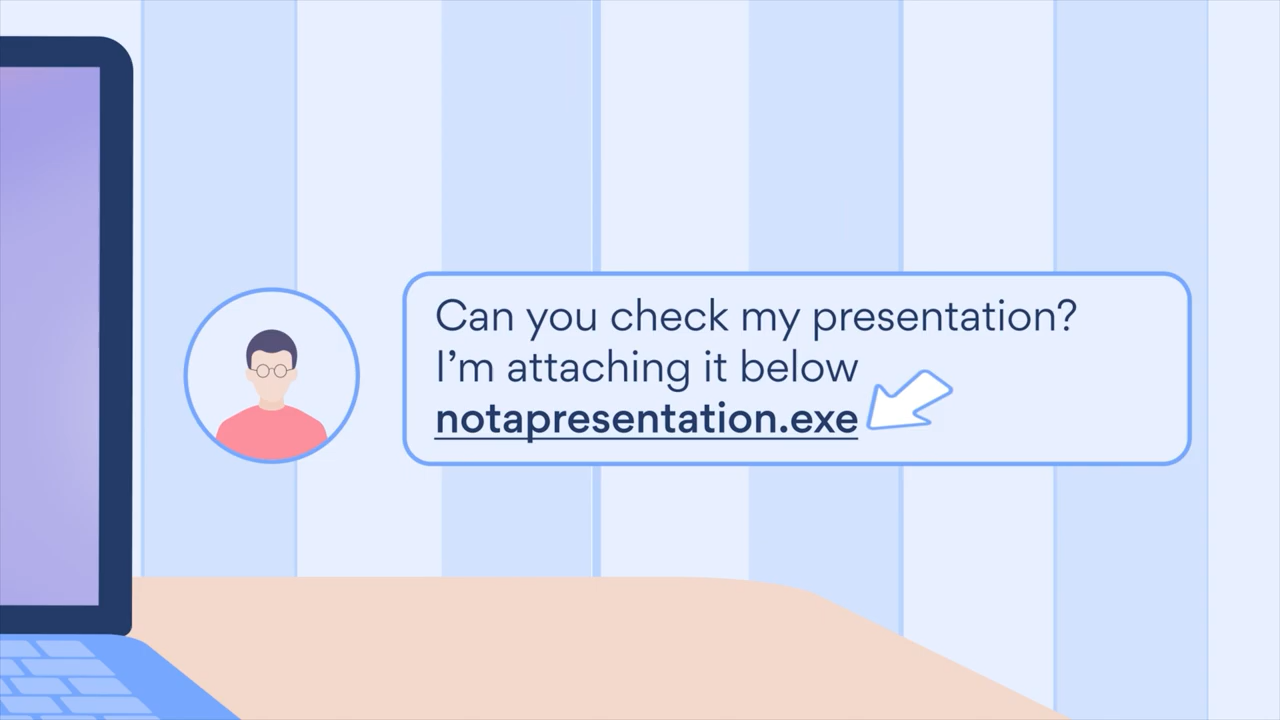 Can you check my presentation?
I'm attaching it below
notapresentation.exe